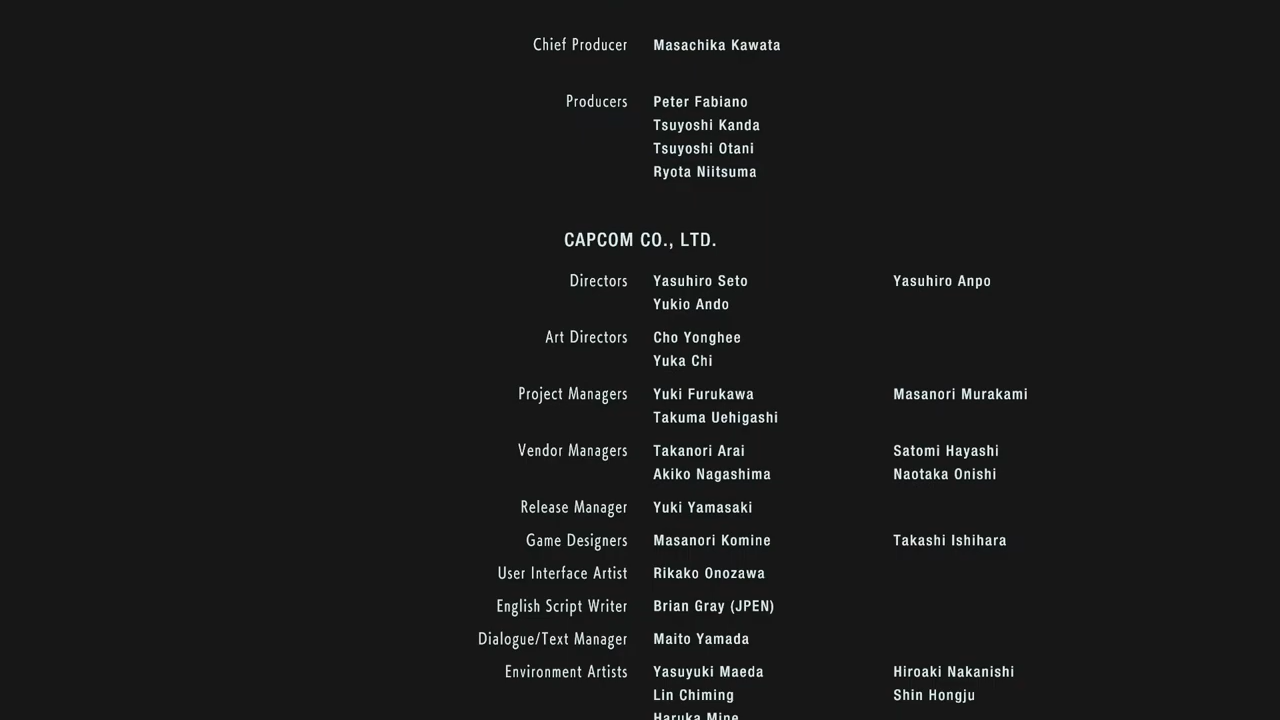 Chief Producer Masachika Kawata
Producers Peter Fabiano
Tsuyoshi Kanda
Tsuyoshi Otani
Ryota Niitsuma
CAPCOM CO., LTD.
Directors Yasuhiro Seto Yasuhiro Anpo
Yukio Ando
Art Directors Cho Yonghee
Yuka Chi
Project Managers Yuki Furukawa Masanori Murakami
Takuma Uehigashi
Vendor Managers Takanori Arai Satomi Hayashi
Akiko Nagashima Naotaka Onishi
Release Manager Yuki Yamasaki
Game Designers Masanori Komine Takashi Ishihara
User Interface Artist Rikako Onozawa
English Script Writer Brian Gray (JPEN)
Dialogue/Text Manager Maito Yamada
Environment Artists Yasuyuki Maeda Hiroaki Nakanishi
Lin Chiming Shin Hongju
Haruka Mine